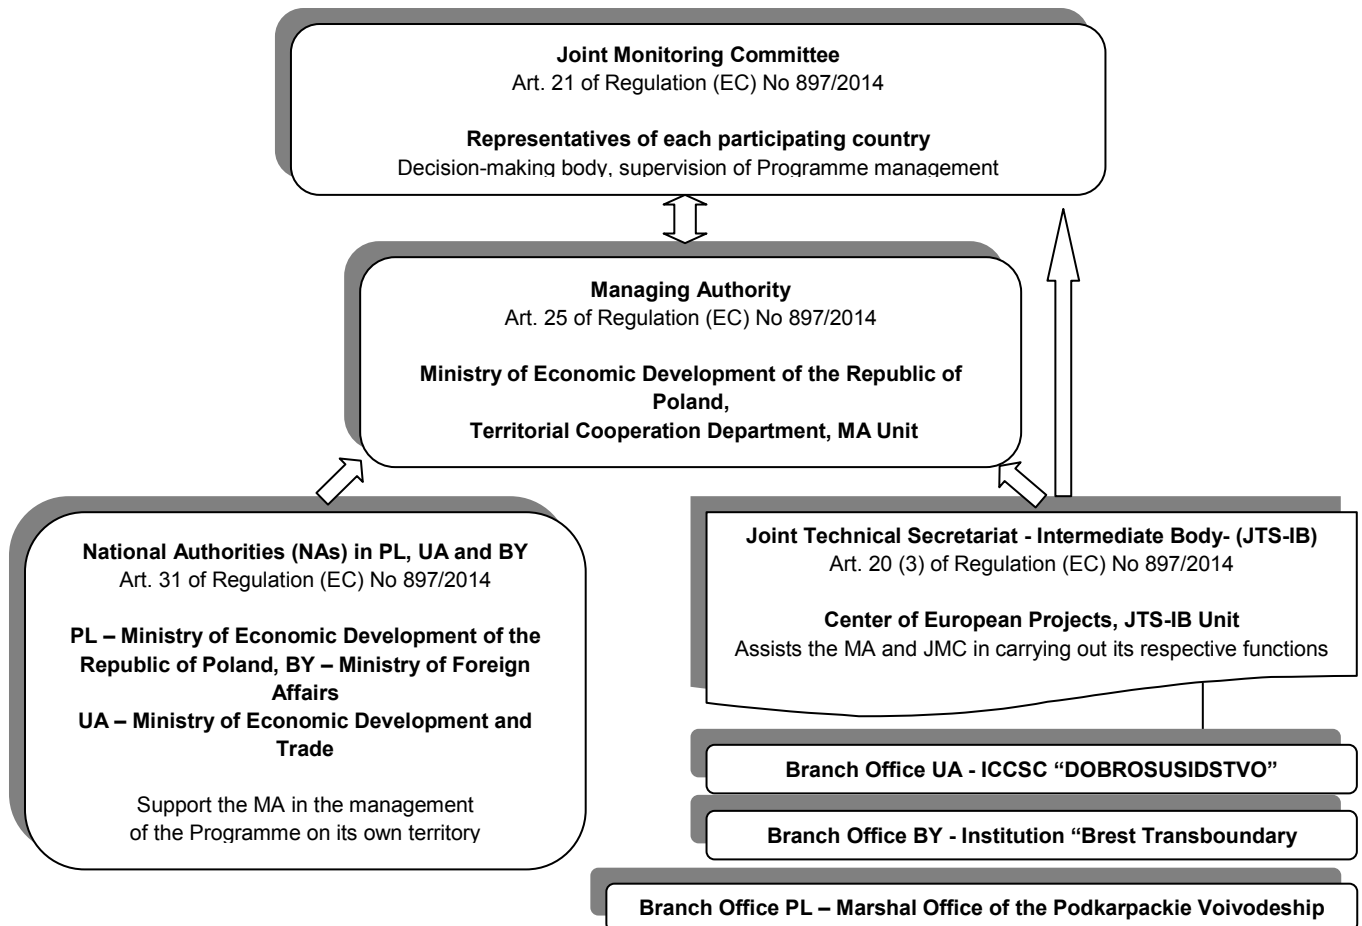 Joint Monitoring Committee
Art. 21 of Regulation (EC) No 897/2014
Representatives of each participating country
Decision-making body, supervision of Programme management
Managing Authority
Art. 25 of Regulation (EC) No 897/2014
Ministry of Economic Development of the Republic of
Poland,
Territorial Cooperation Department, MA Unit
National Authorities (NAs) in PL, UA and BY
Art. 31 of Regulation (EC) No 897/2014
PL – Ministry of Economic Development of the
Republic of Poland, BY – Ministry of Foreign
Affairs
UA – Ministry of Economic Development and
Trade
Support the MA in the management
of the Programme on its own territory
Joint Technical Secretariat - Intermediate Body- (JTS-IB)
Art. 20 (3) of Regulation (EC) No 897/2014
Center of European Projects, JTS-IB Unit
Assists the MA and JMC in carrying out its respective functions
Branch Office UA - ICCSC “DOBROSUSIDSTVO”
Branch Office BY - Institution “Brest Transboundary
Branch Office PL – Marshal Office of the Podkarpackie Voivodeship